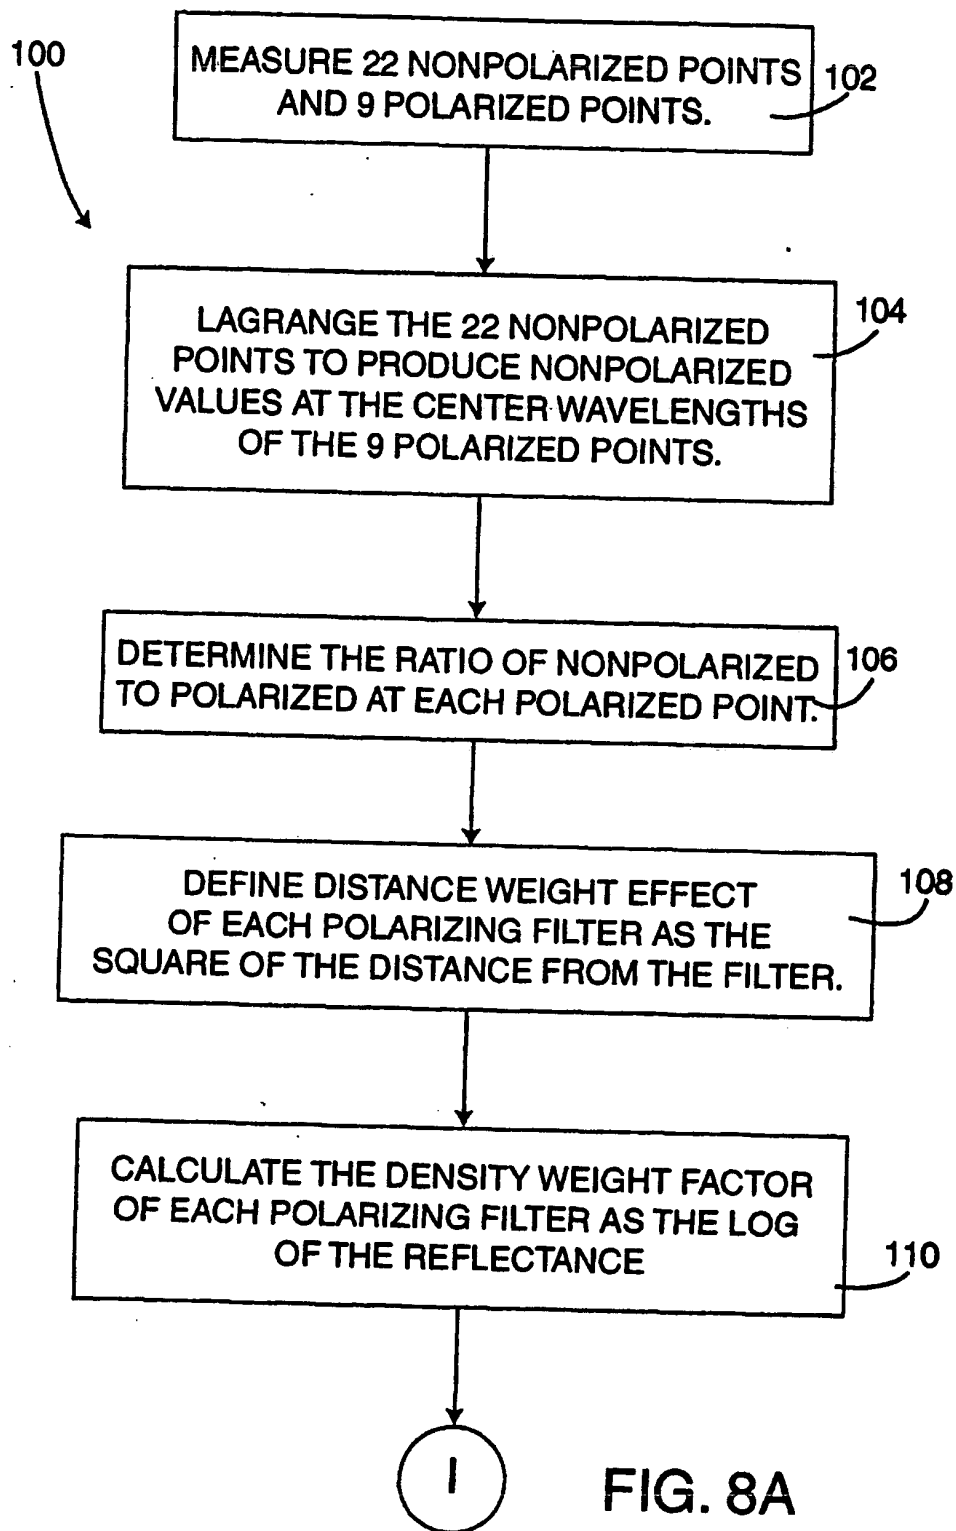 100
MEASURE 22 NONPOLARIZED POINTS
AND 9 POLARIZED POINTS.
102
LAGRANGE THE 22 NONPOLARIZED
POINTS TO PRODUCE NONPOLARIZED
VALUES AT THE CENTER WAVELENGTHS
OF THE 9 POLARIZED POINTS.
104
DETERMINE THE RATIO OF NONPOLARIZED
TO POLARIZED AT EACH POLARIZED POINT.
106
DEFINE DISTANCE WEIGHT EFFECT
OF EACH POLARIZING FILTER AS THE
SQUARE OF THE DISTANCE FROM THE FILTER.
108
CALCULATE THE DENSITY WEIGHT FACTOR
OF EACH POLARIZING FILTER AS THE LOG
OF THE REFLECTANCE
110
I
FIG. 8A